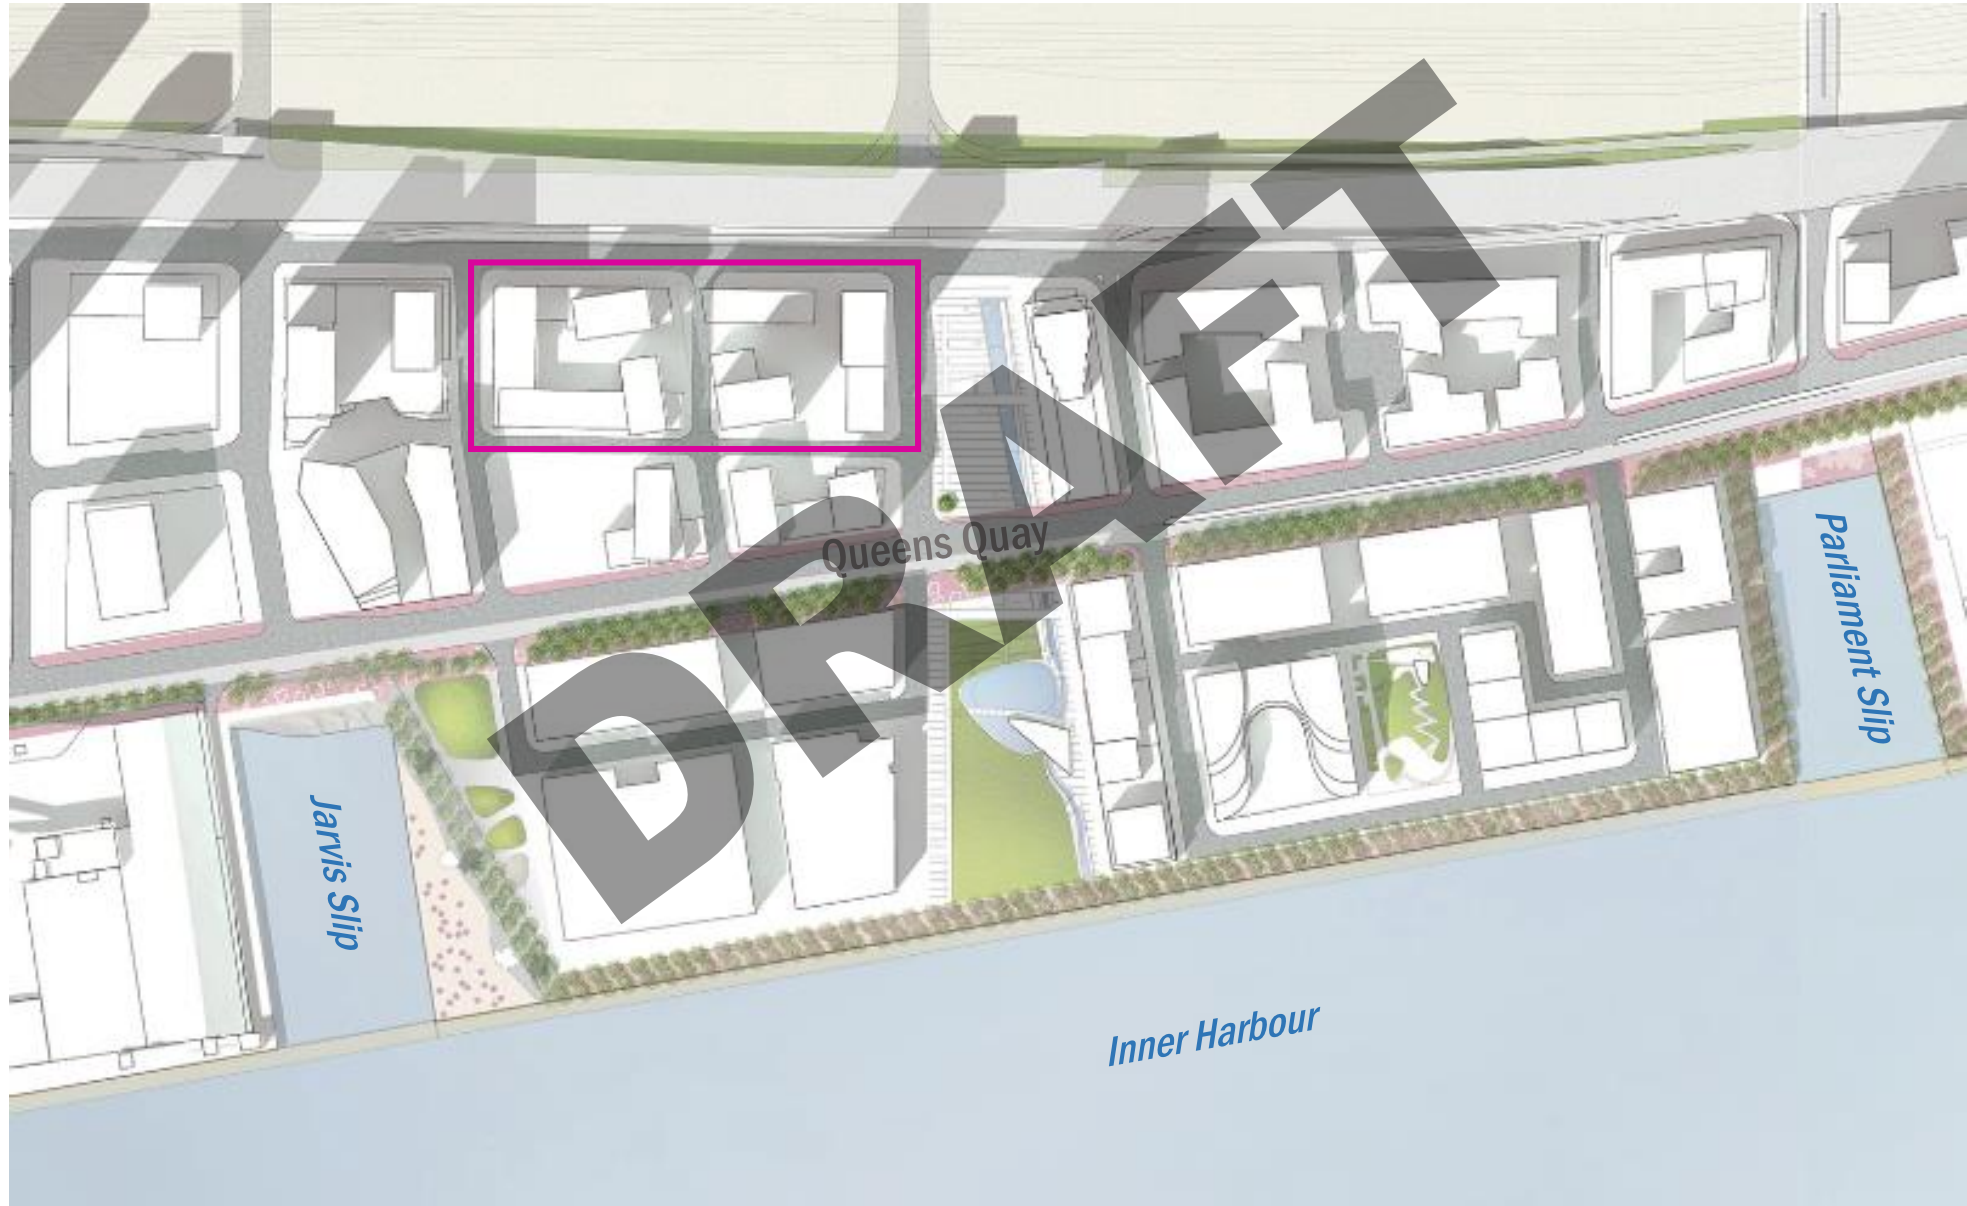 DRAFT
Queens Quay
Parliament Slip
Jarvis Slip
Inner Harbour